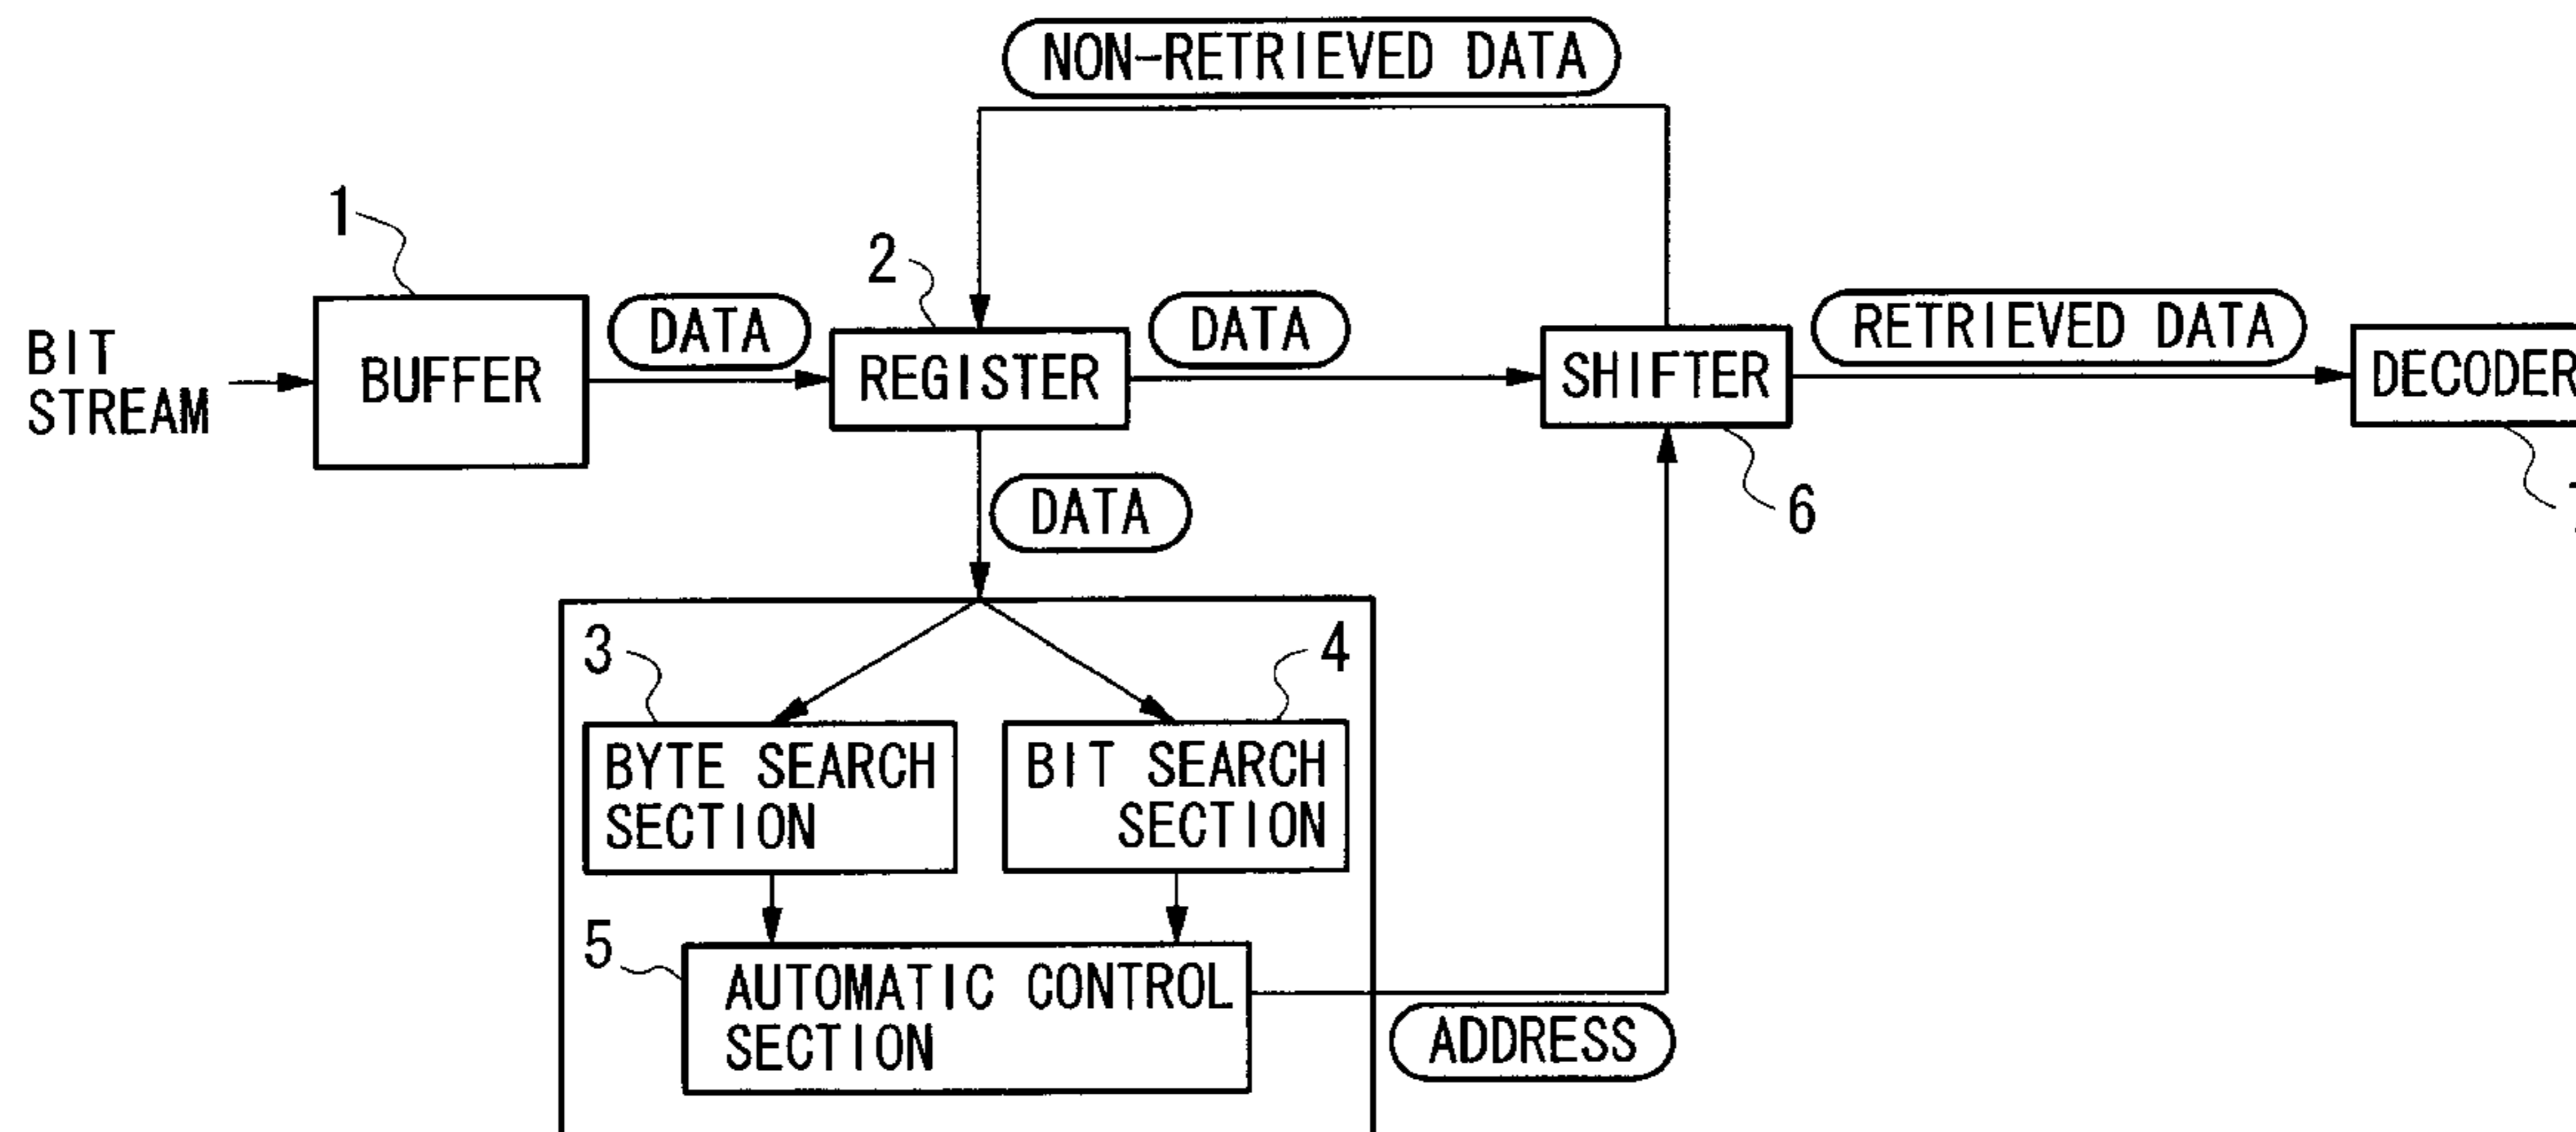 NON-RETRIEVED DATA
1
2
BIT
STREAM
BUFFER
DATA
REGISTER
DATA
SHIFTER
RETRIEVED DATA
DECODER
6
DATA
3
4
BYTE SEARCH
SECTION
BIT SEARCH
SECTION
5
AUTOMATIC CONTROL
SECTION
ADDRESS